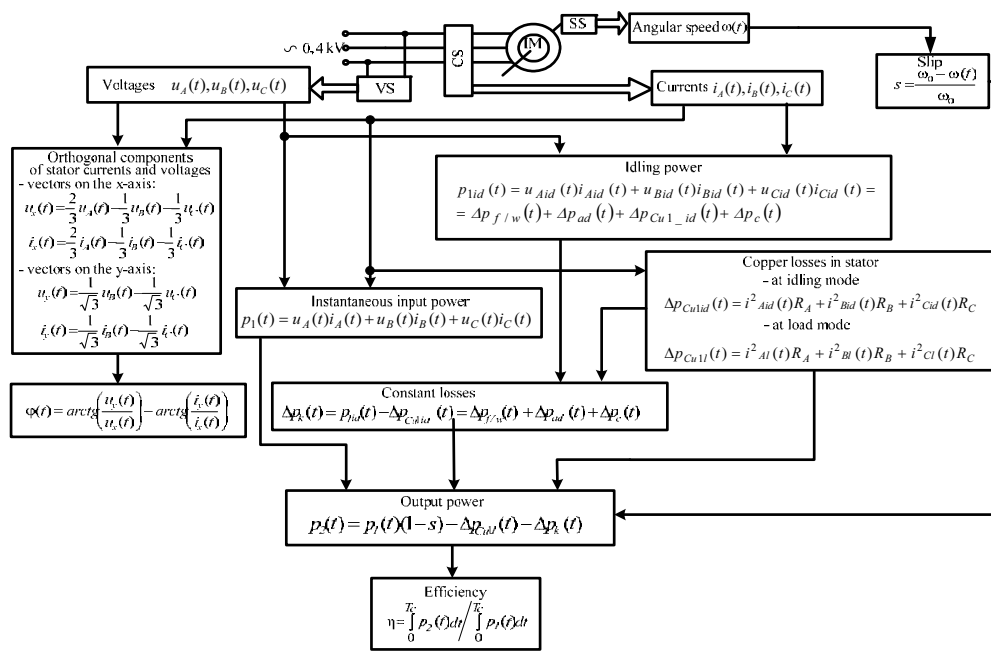 SS
Angular speed ω(t)
∽ 0,4 kV
IM
CS
VS
Voltages u_A(t), u_B(t), u_C(t)
Currents i_A(t), i_B(t), i_C(t)
Slip
s = (ω₀ − ω(t)) / ω₀
Orthogonal components
of stator currents and voltages
- vectors on the x-axis:
u_x(t) = 2/3 u_A(t) − 1/3 u_B(t) − 1/3 u_c(t)
i_x(t) = 2/3 i_A(t) − 1/3 i_B(t) − 1/3 i_c(t)
- vectors on the y-axis:
u_y(t) = 1/√3 u_B(t) − 1/√3 u_c(t)
i_y(t) = 1/√3 i_B(t) − 1/√3 i_c(t)
Idling power
p_1id (t) = u_Aid (t)i_Aid (t) + u_Bid (t)i_Bid (t) + u_Cid (t)i_Cid (t) =
= Δp_f/w (t) + Δp_ad (t) + Δp_Cu1_id (t) + Δp_c (t)
Copper losses in stator
- at idling mode
Δp_Cu1id (t) = i²_Aid (t)R_A + i²_Bid (t)R_B + i²_Cid (t)R_C
- at load mode
Δp_Cu1l (t) = i²_Al (t)R_A + i²_Bl (t)R_B + i²_Cl (t)R_C
Instantaneous input power
p_1(t) = u_A(t)i_A(t) + u_B(t)i_B(t) + u_C(t)i_C(t)
φ(t) = arctg(u_y(t)/u_x(t)) − arctg(i_y(t)/i_x(t))
Constant losses
Δp_k(t) = p_1id(t) − Δp_Cu1id (t) = Δp_f/w(t) + Δp_ad (t) + Δp_c(t)
Output power
p_2(t) = p_1(t)(1−s) − Δp_Cu1l(t) − Δp_k(t)
Efficiency
η = ∫₀^Tc p_2(t)dt / ∫₀^Tc p_1(t)dt